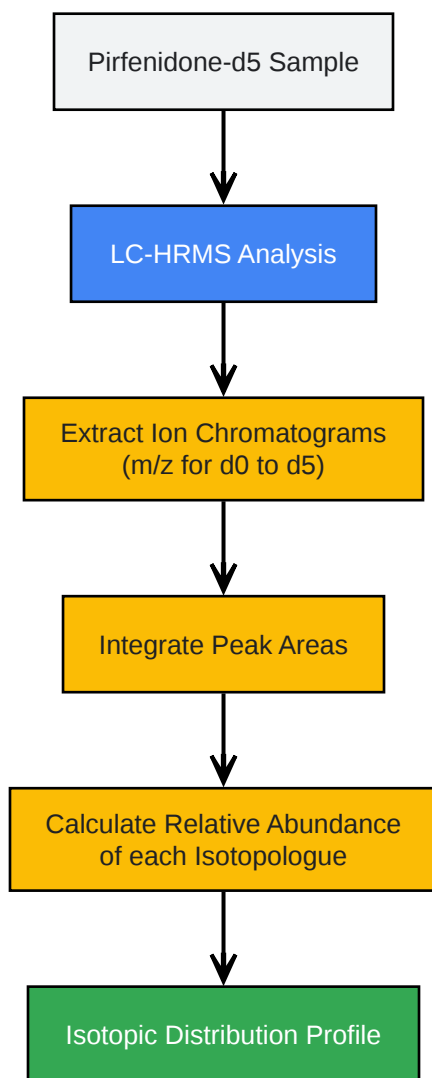 Pirfenidone-d5 Sample
LC-HRMS Analysis
Extract Ion Chromatograms
(m/z for d0 to d5)
Integrate Peak Areas
Calculate Relative Abundance
of each Isotopologue
Isotopic Distribution Profile